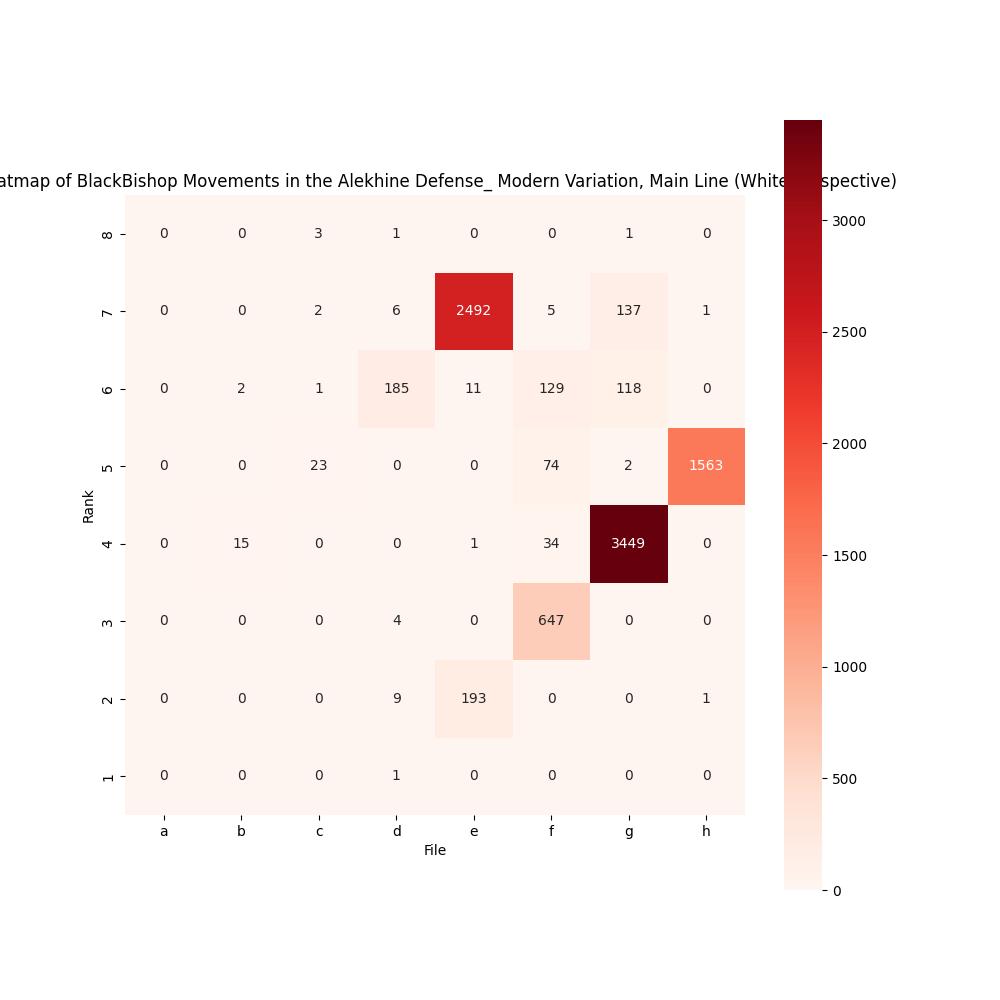 atmap of BlackBishop Movements in the Alekhine Defense_ Modern Variation, Main Line (White spective)
8 0 0 3 1 0 0 1 0
7 0 0 2 6 2492 5 137 1
6 0 2 1 185 11 129 118 0
5 0 0 23 0 0 74 2 1563
4 0 15 0 0 1 34 3449 0
3 0 0 0 4 0 647 0 0
2 0 0 0 9 193 0 0 1
1 0 0 0 1 0 0 0 0
a b c d e f g h
File
Rank
3000
2500
2000
1500
1000
500
0